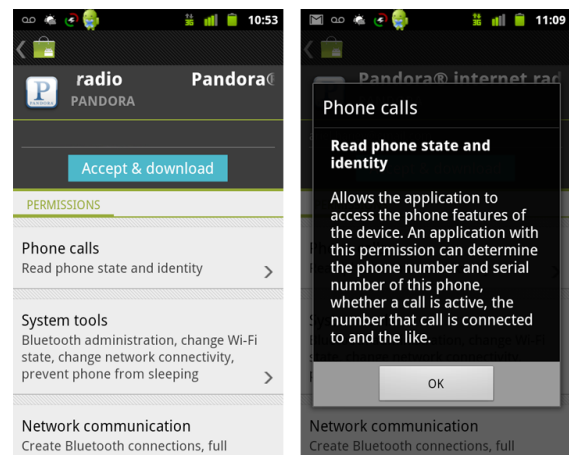 10:53
radio Pandora®
PANDORA
Accept & download
PERMISSIONS
Phone calls
Read phone state and identity
System tools
Bluetooth administration, change Wi-Fi
state, change network connectivity,
prevent phone from sleeping
Network communication
Create Bluetooth connections, full
11:09
Pandora® internet rad
Phone calls
Read phone state and
identity
Allows the application to
access the phone features of
the device. An application with
this permission can determine
the phone number and serial
number of this phone,
whether a call is active, the
number that call is connected
to and the like.
OK
Network communication
Create Bluetooth connections, full